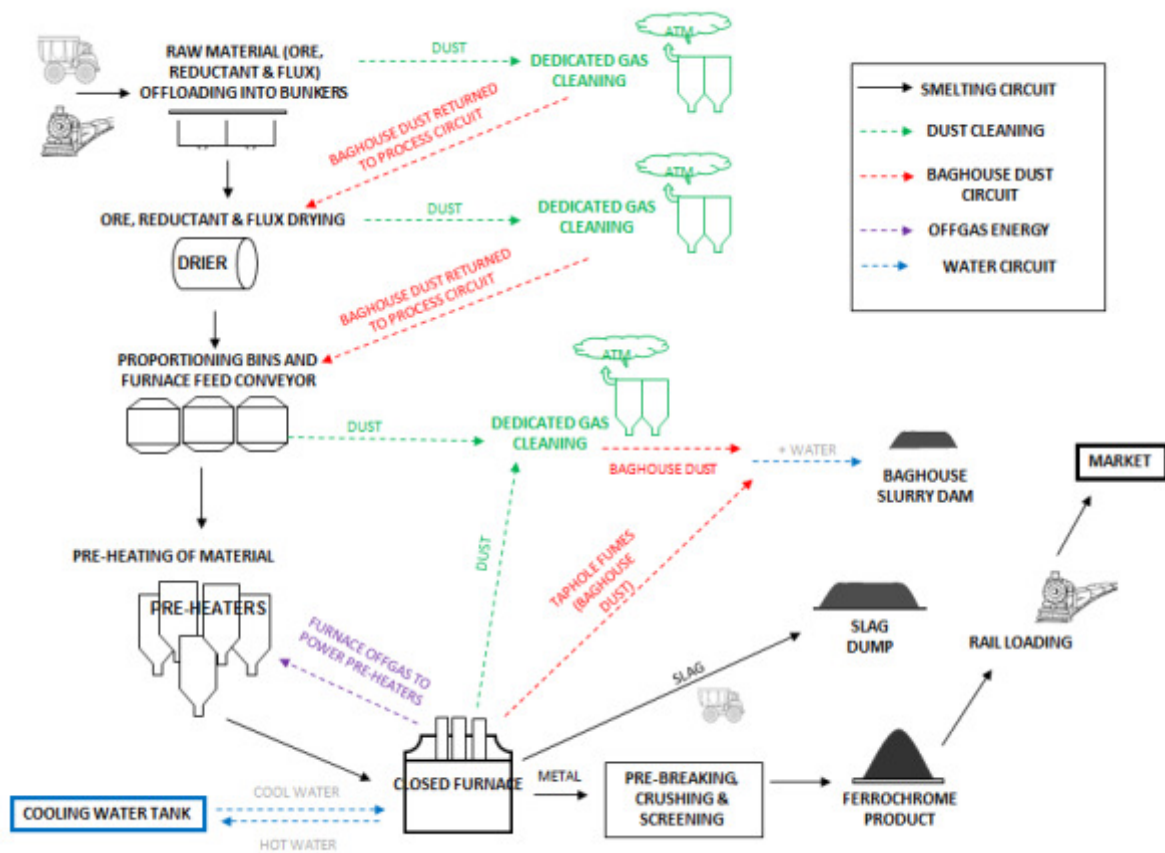 RAW MATERIAL (ORE,
REDUCTANT & FLUX)
OFFLOADING INTO BUNKERS
DUST
DEDICATED GAS
CLEANING
ATM
SMELTING CIRCUIT
DUST CLEANING
BAGHOUSE DUST
CIRCUIT
OFFGAS ENERGY
WATER CIRCUIT
BAGHOUSE DUST RETURNED
TO PROCESS CIRCUIT
ORE, REDUCTANT & FLUX DRYING
DRIER
DUST
DEDICATED GAS
CLEANING
ATM
BAGHOUSE DUST RETURNED
TO PROCESS CIRCUIT
PROPORTIONING BINS AND
FURNACE FEED CONVEYOR
DUST
DEDICATED GAS
CLEANING
ATM
BAGHOUSE DUST
+ WATER
BAGHOUSE
SLURRY DAM
MARKET
PRE-HEATING OF MATERIAL
PRE-HEATERS
DUST
TAPHOLE FUMES
(BAGHOUSE
DUST)
FURNACE OFFGAS TO
POWER PRE-HEATERS
SLAG
SLAG
DUMP
RAIL LOADING
CLOSED FURNACE
METAL
PRE-BREAKING,
CRUSHING &
SCREENING
FERROCHROME
PRODUCT
COOLING WATER TANK
COOL WATER
HOT WATER